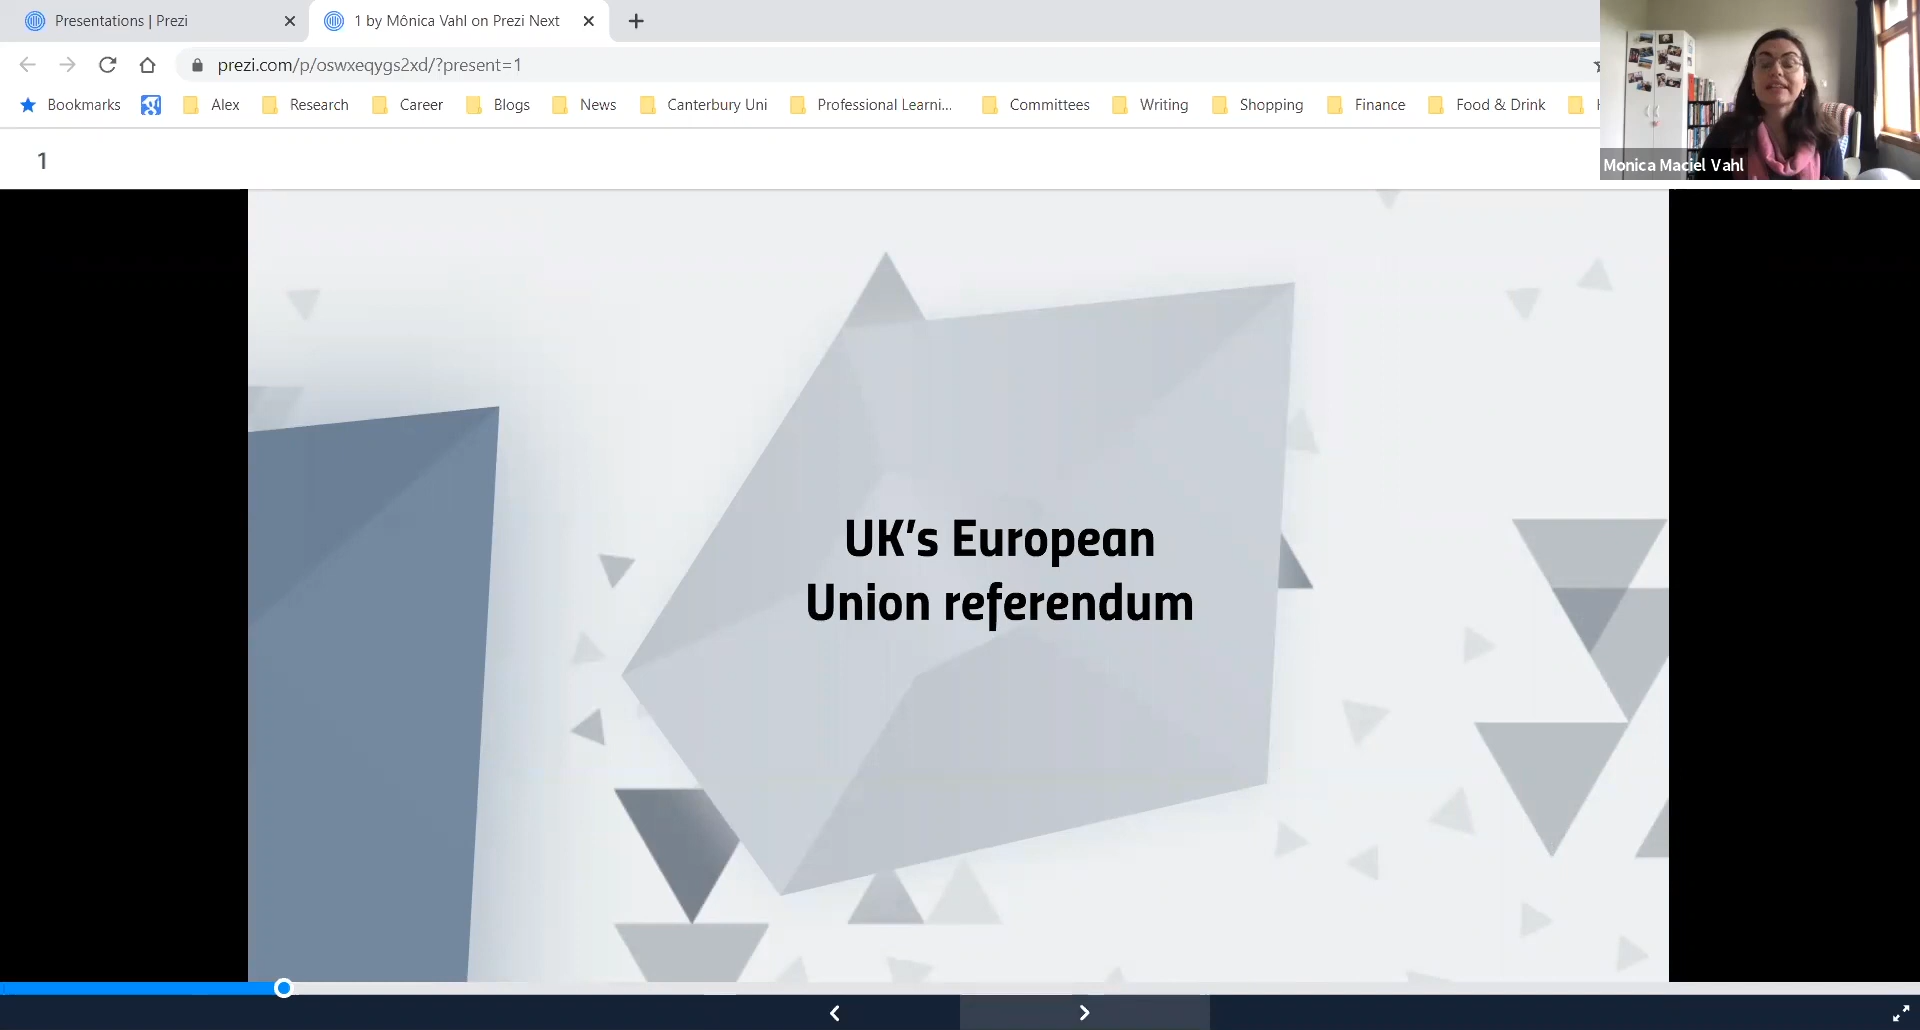 Presentations | Prezi
1 by Mônica Vahl on Prezi Next
prezi.com/p/oswxeqygs2xd/?present=1
Bookmarks
Alex
Research
Career
Blogs
News
Canterbury Uni
Professional Learni...
Committees
Writing
Shopping
Finance
Food & Drink
1
Monica Maciel Vahl
UK’s European
Union referendum